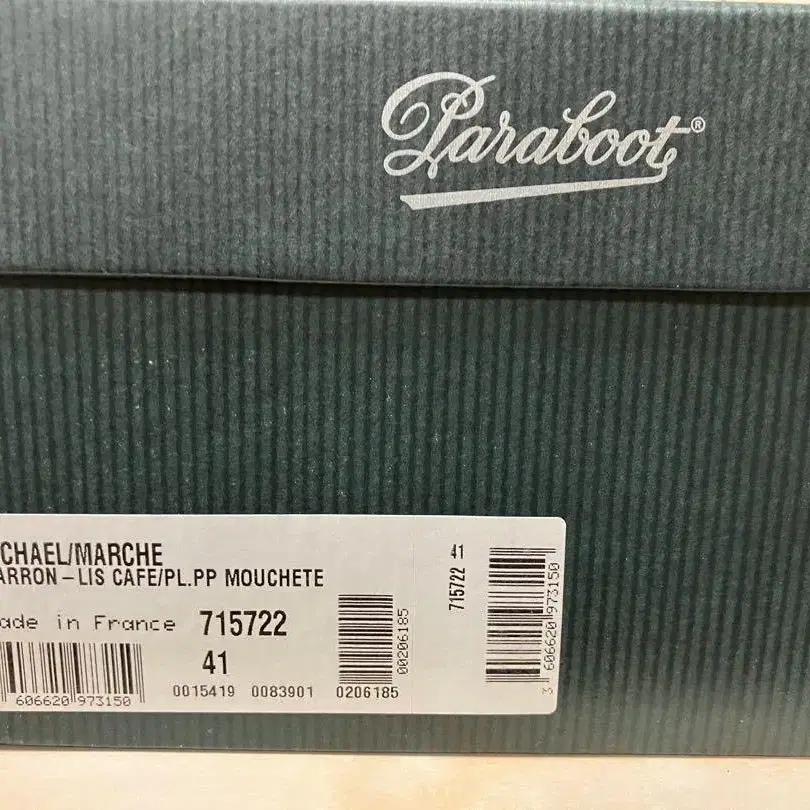 Paraboot®
CHAEL/MARCHE
ARRON-LIS CAFE/PL.PP MOUCHETE
ade in France 715722
41
606620 973150
0015419 0083901 0206185
00206185
715722 41
3 606620 973150